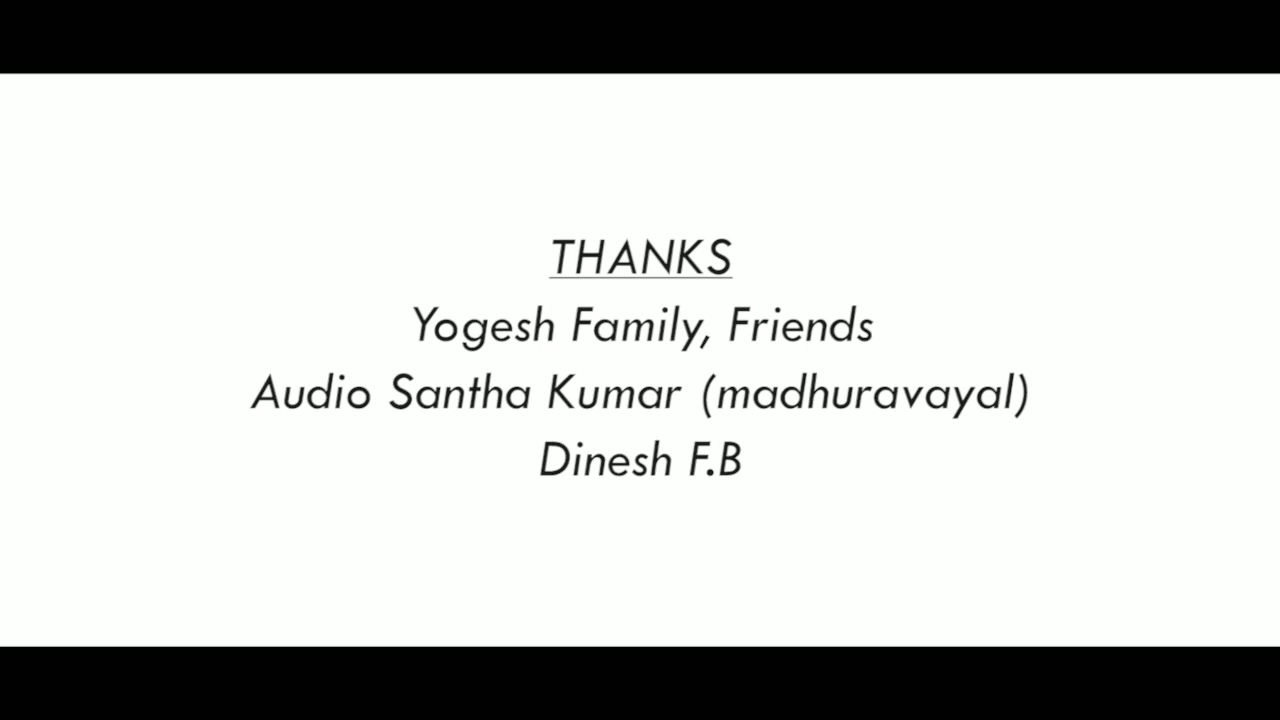 THANKS
Yogesh Family, Friends
Audio Santha Kumar (madhuravayal)
Dinesh F.B